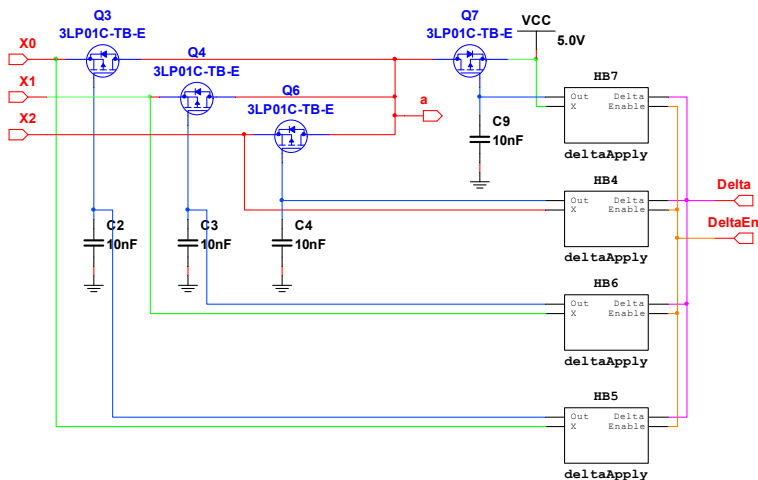 Q3
3LP01C-TB-E
Q4
3LP01C-TB-E
Q6
3LP01C-TB-E
Q7
3LP01C-TB-E
VCC
5.0V
X0
X1
X2
a
C9
10nF
C2
10nF
C3
10nF
C4
10nF
HB7
Out Delta
X Enable
deltaApply
HB4
Out Delta
X Enable
deltaApply
Delta
DeltaEn
HB6
Out Delta
X Enable
deltaApply
HB5
Out Delta
X Enable
deltaApply